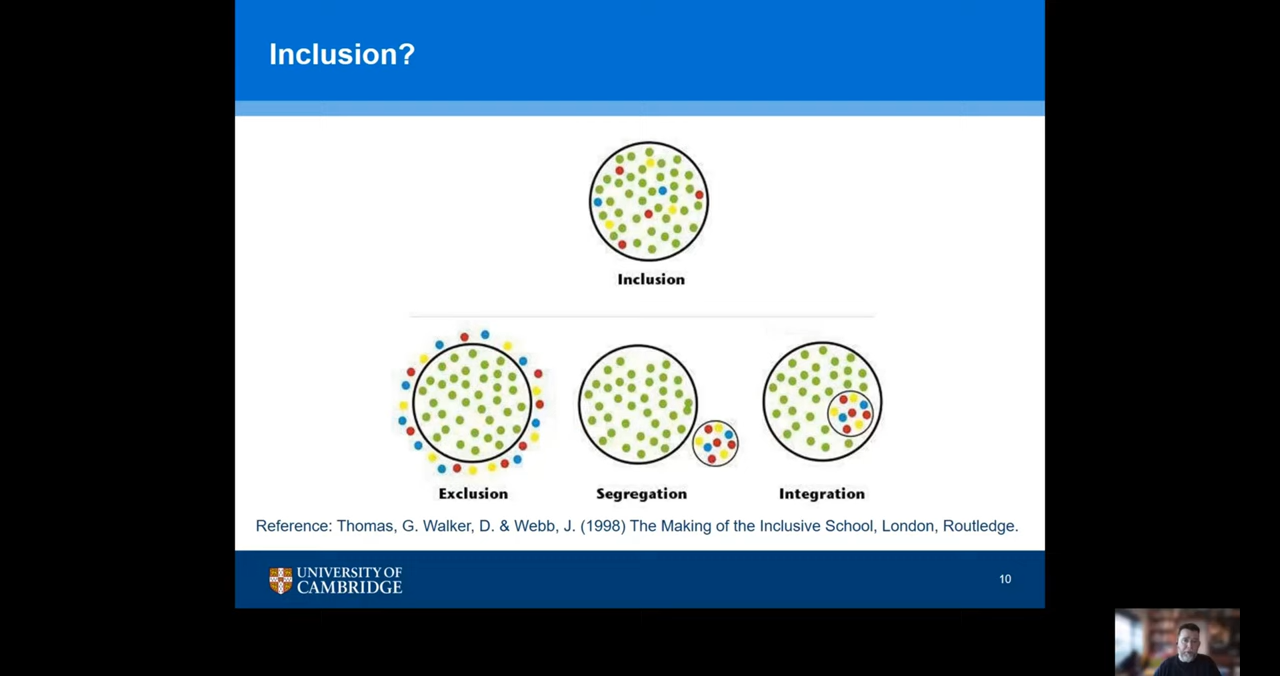 Inclusion?
Inclusion
Exclusion
Segregation
Integration
Reference: Thomas, G. Walker, D. & Webb, J. (1998) The Making of the Inclusive School, London, Routledge.
UNIVERSITY OF
CAMBRIDGE
10